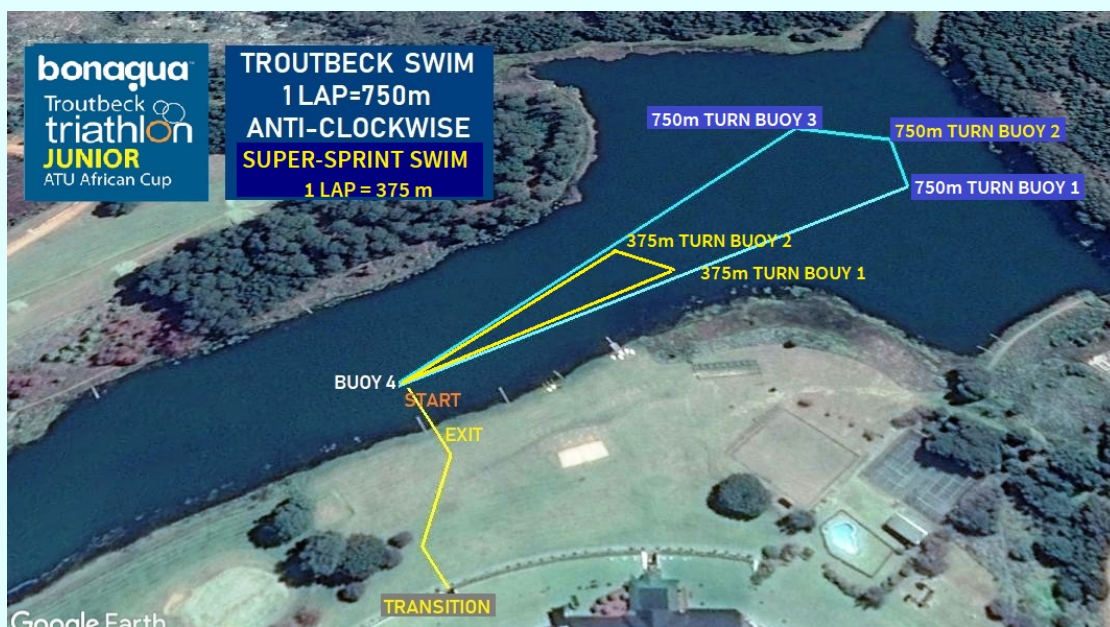 bonaqua
Troutbeck
triathlon
JUNIOR
ATU African Cup
TROUTBECK SWIM
1 LAP=750m
ANTI-CLOCKWISE
SUPER-SPRINT SWIM
1 LAP = 375 m
750m TURN BUOY 3
750m TURN BUOY 2
750m TURN BUOY 1
375m TURN BUOY 2
375m TURN BOUY 1
BUOY 4
START
EXIT
TRANSITION
Google Earth